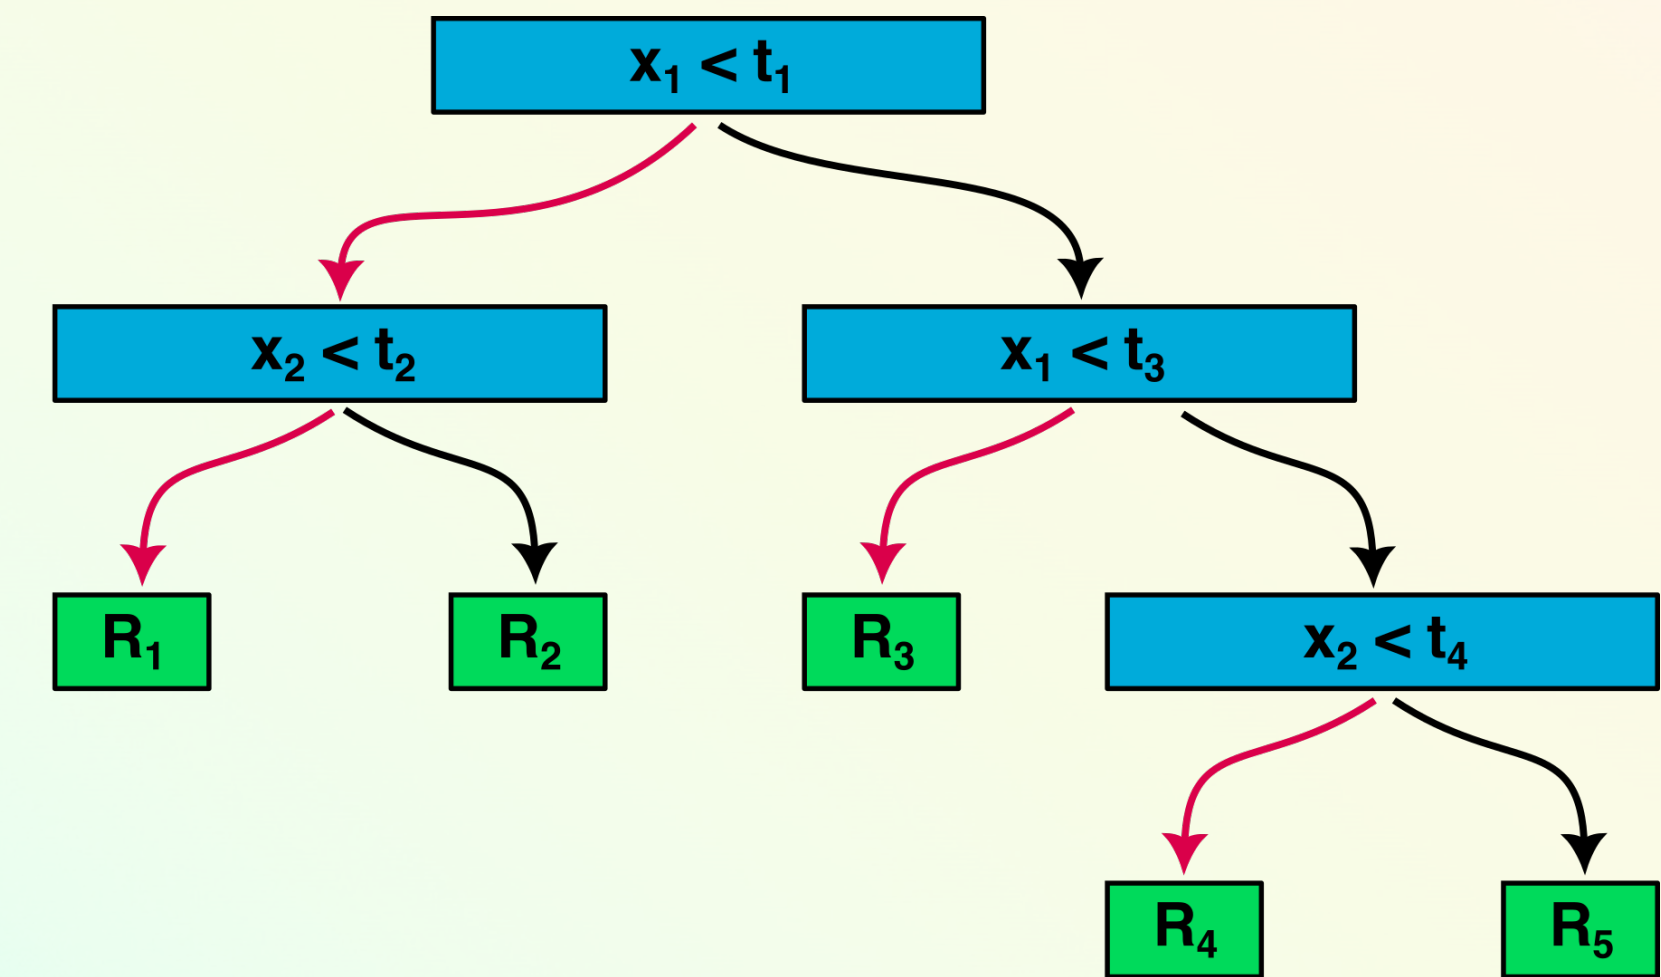 x₁ < t₁
x₂ < t₂
x₁ < t₃
R₁
R₂
R₃
x₂ < t₄
R₄
R₅